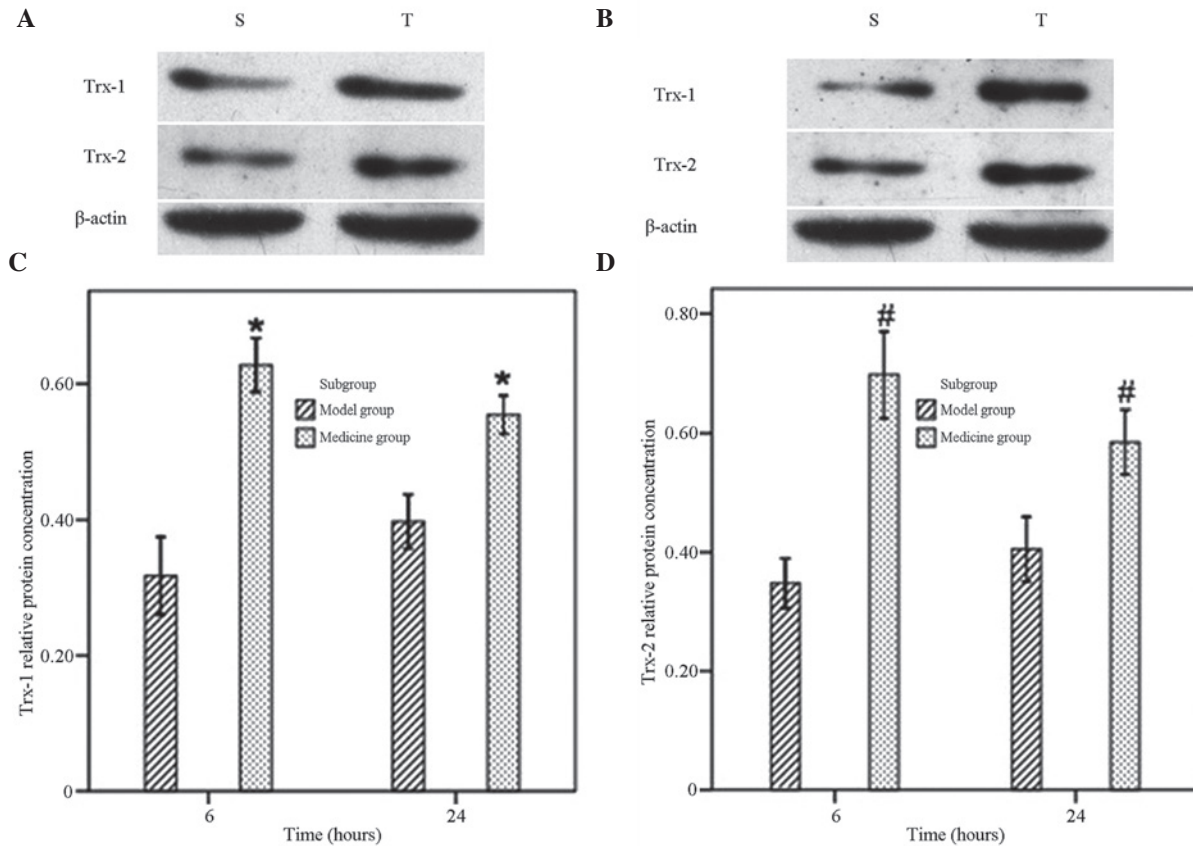 A
S T
Trx-1
Trx-2
β-actin
B
S T
Trx-1
Trx-2
β-actin
C
Trx-1 relative protein concentration
0.60
0.40
0.20
0
* *
Subgroup
Model group
Medicine group
6 24
Time (hours)
D
Trx-2 relative protein concentration
0.80
0.60
0.40
0.20
0
# #
Subgroup
Model group
Medicine group
6 24
Time (hours)